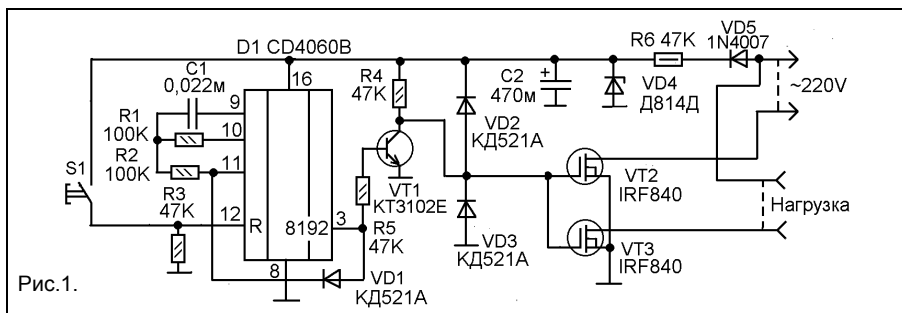 D1 CD4060B
R6 47K
VD5
1N4007
C1
0,022м
16
R4
47K
C2
470м
+
VD4
Д814Д
~220V
9
R1
100K
10
VD2
КД521А
R2
100K
11
S1
VT2
IRF840
R3
47K
12
R
8192
3
VT1
КТ3102Е
R5
47K
VD3
КД521А
Нагрузка
VT3
IRF840
8
VD1
КД521А
Рис.1.